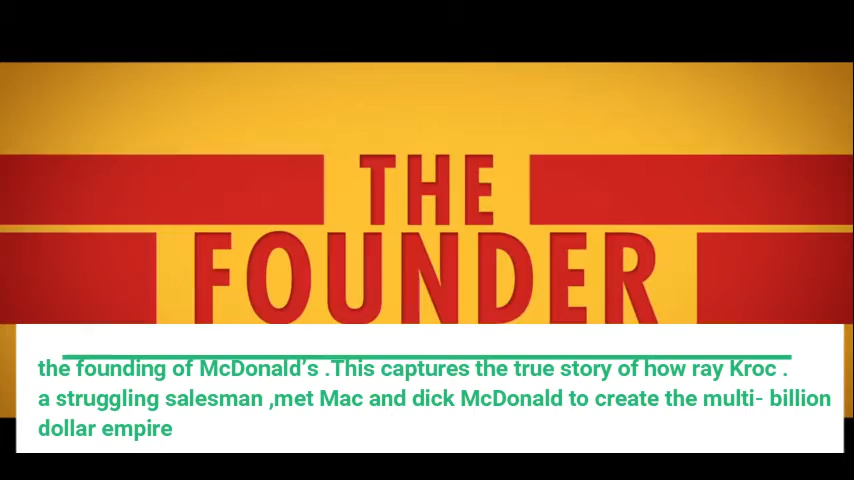 THE
FOUNDER
the founding of McDonald’s .This captures the true story of how ray Kroc .
a struggling salesman ,met Mac and dick McDonald to create the multi- billion
dollar empire